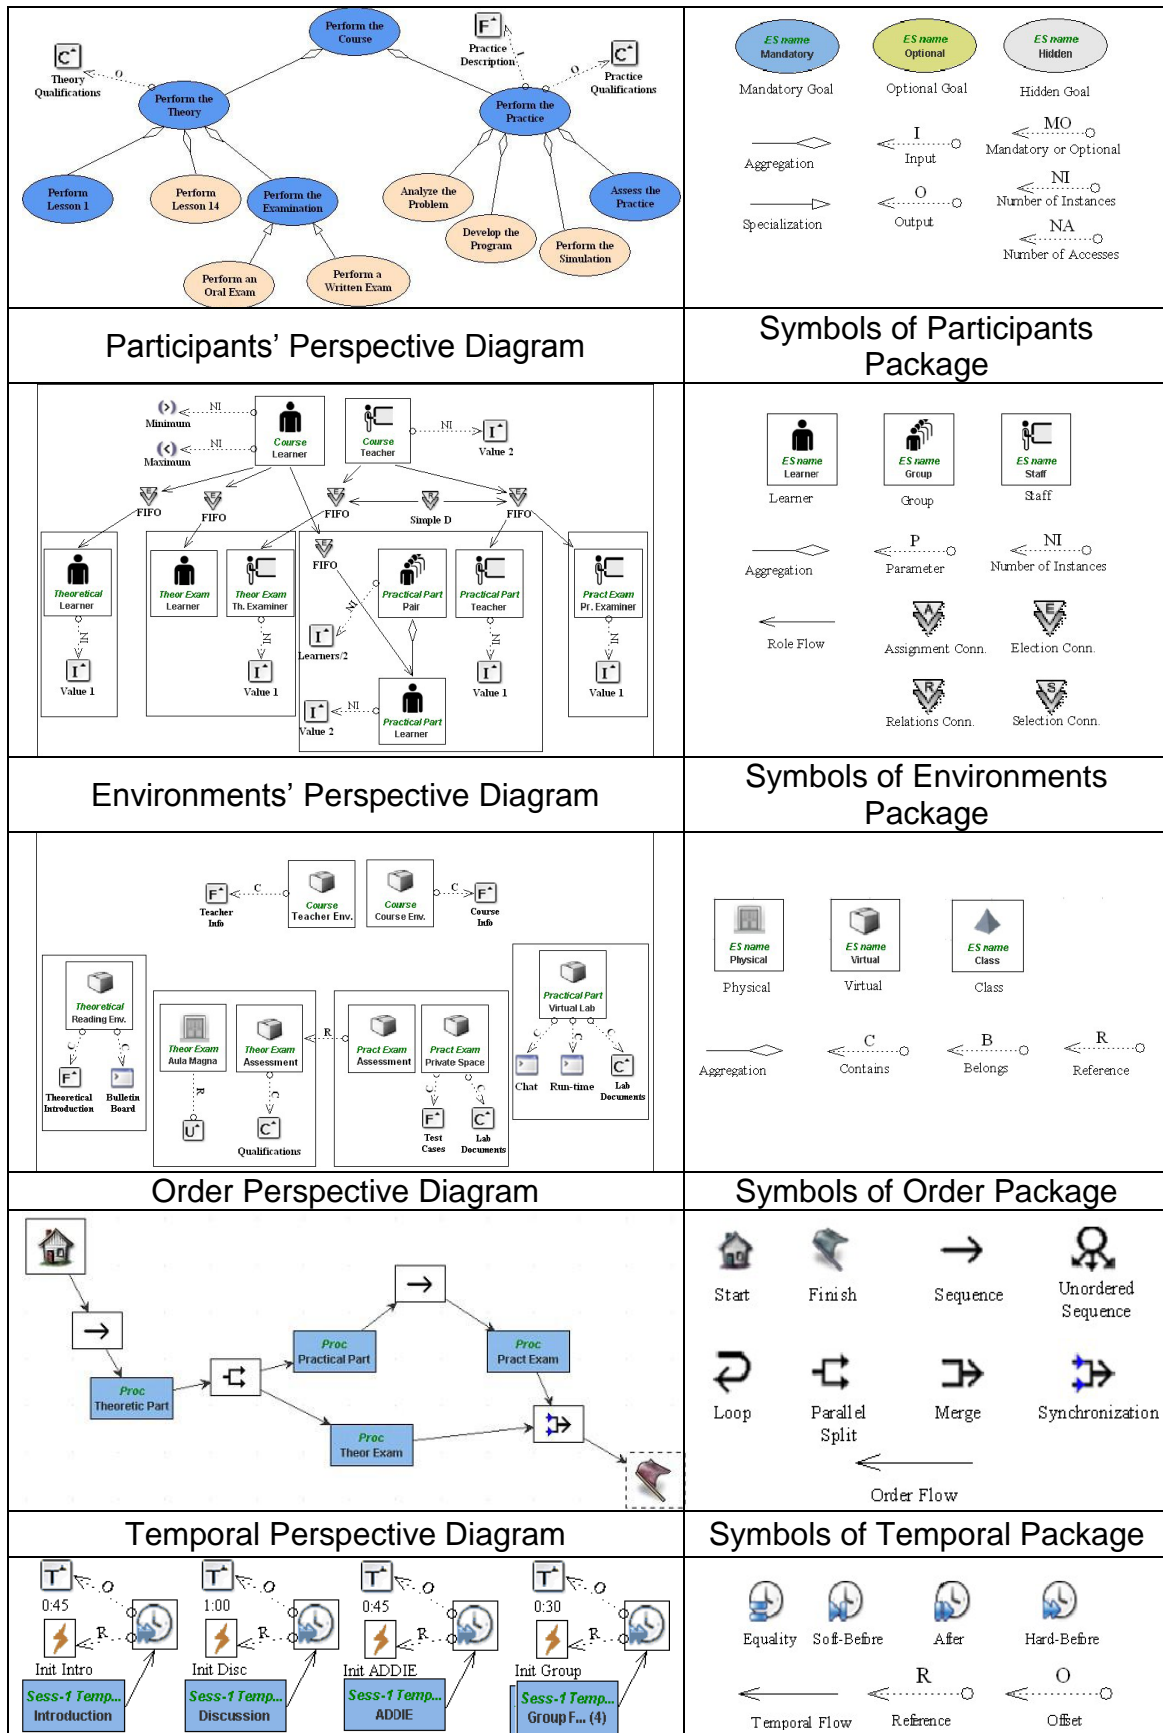 Perform the
Course
F
Practice
Description
I
C
Theory
Qualifications
O
O
C
Practice
Qualifications
Perform the
Theory
Perform the
Practice
Perform
Lesson 1
Perform
Lesson 14
Perform the
Examination
Analyze the
Problem
Assess the
Practice
Develop the
Program
Perform the
Simulation
Perform an
Oral Exam
Perform a
Written Exam
ES name
Mandatory
ES name
Optional
ES name
Hidden
Mandatory Goal
Optional Goal
Hidden Goal
Aggregation
I
Input
MO
Mandatory or Optional
Specialization
O
Output
NI
Number of Instances
NA
Number of Accesses
Participants' Perspective Diagram
Symbols of Participants
Package
(>)
NI
Minimum
(<)
NI
Maximum
Course
Learner
Course
Teacher
NI
I
Value 2
E
FIFO
E
FIFO
E
FIFO
R
Simple D
E
FIFO
E
FIFO
Theoretical
Learner
NI
I
Value 1
Theor Exam
Learner
Theor Exam
Th. Examiner
NI
I
Value 1
Practical Part
Pair
NI
I
Learners/2
Practical Part
Teacher
NI
I
Value 1
Pract Exam
Pr. Examiner
NI
I
Value 1
NI
I
Value 2
Practical Part
Learner
ES name
Learner
ES name
Group
ES name
Staff
Learner
Group
Staff
Aggregation
P
Parameter
NI
Number of Instances
Role Flow
A
Assignment Conn.
E
Election Conn.
R
Relations Conn.
S
Selection Conn.
Environments' Perspective Diagram
Symbols of Environments
Package
F
Teacher
Info
C
Course
Teacher Env.
Course
Course Env.
C
F
Course
Info
Theoretical
Reading Env.
C
C
F
Theoretical
Introduction
Bulletin
Board
Theor Exam
Aula Magna
R
U
Theor Exam
Assessment
C
C
Qualifications
R
Pract Exam
Assessment
Pract Exam
Private Space
C
C
F
Test
Cases
C
Lab
Documents
Practical Part
Virtual Lab
C
C
C
Chat
Run-time
C
Lab
Documents
ES name
Physical
ES name
Virtual
ES name
Class
Physical
Virtual
Class
Aggregation
C
Contains
B
Belongs
R
Reference
Order Perspective Diagram
Symbols of Order Package
Proc
Theoretic Part
Proc
Practical Part
Proc
Pract Exam
Proc
Theor Exam
Start
Finish
Sequence
Unordered
Sequence
Loop
Parallel
Split
Merge
Synchronization
Order Flow
Temporal Perspective Diagram
Symbols of Temporal Package
T
O
0:45
R
Init Intro
Sess-1 Temp...
Introduction
T
O
1:00
R
Init Disc
Sess-1 Temp...
Discussion
T
O
0:45
R
Init ADDIE
Sess-1 Temp...
ADDIE
T
O
0:30
R
Init Group
Sess-1 Temp...
Group F... (4)
Equality
Soft-Before
After
Hard-Before
Temporal Flow
R
Reference
O
Offset